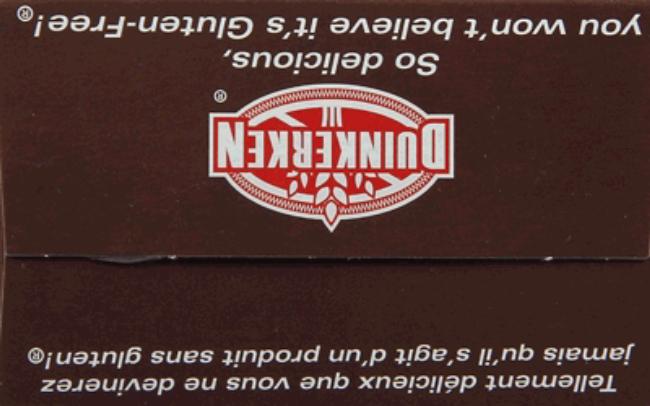 Tellement délicieux que vous ne devinerez
jamais qu'il s'agit d'un produit sans gluten!®
DUINKERKEN
®
So delicious,
you won't believe it's Gluten-Free!®